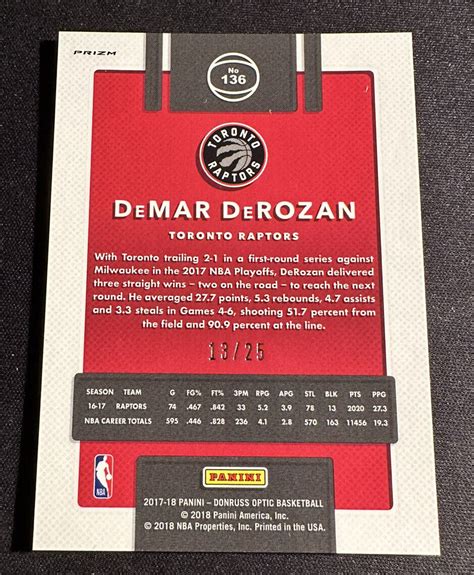 PRIZM
No
136
TORONTO
RAPTORS
DeMAR DeROZAN
TORONTO RAPTORS
With Toronto trailing 2-1 in a first-round series against
Milwaukee in the 2017 NBA Playoffs, DeRozan delivered
three straight wins – two on the road – to reach the next
round. He averaged 27.7 points, 5.3 rebounds, 4.7 assists
and 3.3 steals in Games 4-6, shooting 51.7 percent from
the field and 90.9 percent at the line.
13/25
SEASON TEAM G FG% FT% 3PM RPG APG STL BLK PTS PPG
16-17 RAPTORS 74 .467 .842 33 5.2 3.9 78 13 2020 27.3
NBA CAREER TOTALS 595 .446 .828 236 4.1 2.8 570 163 11456 19.3
NBA
PANINI
2017-18 PANINI – DONRUSS OPTIC BASKETBALL
© 2018 Panini America, Inc.
© 2018 NBA Properties, Inc. Printed in the USA.